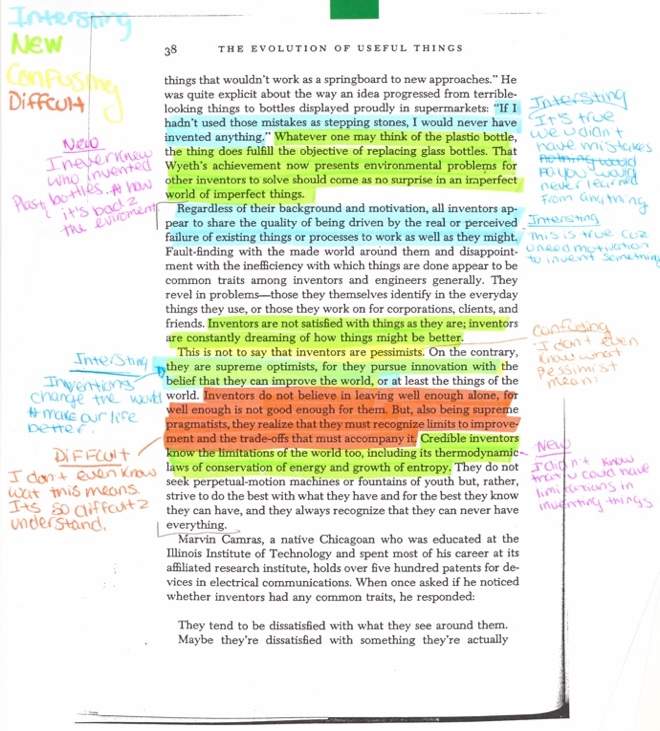 Intersting
New
Confusing
Diffcult
38 THE EVOLUTION OF USEFUL THINGS
things that wouldn't work as a springboard to new approaches." He
was quite explicit about the way an idea progressed from terrible-
looking things to bottles displayed proudly in supermarkets: "If I
hadn't used those mistakes as stepping stones, I would never have
invented anything." Whatever one may think of the plastic bottle,
the thing does fulfill the objective of replacing glass bottles. That
Wyeth's achievement now presents environmental problems for
other inventors to solve should come as no surprise in an imperfect
world of imperfect things.
Regardless of their background and motivation, all inventors ap-
pear to share the quality of being driven by the real or perceived
failure of existing things or processes to work as well as they might.
Fault-finding with the made world around them and disappoint-
ment with the inefficiency with which things are done appear to be
common traits among inventors and engineers generally. They
revel in problems—those they themselves identify in the everyday
things they use, or those they work on for corporations, clients, and
friends. Inventors are not satisfied with things as they are; inventors
are constantly dreaming of how things might be better.
This is not to say that inventors are pessimists. On the contrary,
they are supreme optimists, for they pursue innovation with the
belief that they can improve the world, or at least the things of the
world. Inventors do not believe in leaving well enough alone, for
well enough is not good enough for them. But, also being supreme
pragmatists, they realize that they must recognize limits to improve-
ment and the trade-offs that must accompany it. Credible inventors
know the limitations of the world too, including its thermodynamic
laws of conservation of energy and growth of entropy. They do not
seek perpetual-motion machines or fountains of youth but, rather,
strive to do the best with what they have and for the best they know
they can have, and they always recognize that they can never have
everything.
Marvin Camras, a native Chicagoan who was educated at the
Illinois Institute of Technology and spent most of his career at its
affiliated research institute, holds over five hundred patents for de-
vices in electrical communications. When once asked if he noticed
whether inventors had any common traits, he responded:
They tend to be dissatisfied with what they see around them.
Maybe they're dissatisfied with something they're actually
New
I never knew
who invented
Plastic bottles. & how
it's bad 2
the eviroment
Intersting
Inventions
change the world
& make our life
better.
Diffcult
I don't even know
wat this means.
Its so diffcult 2
understand.
Intersting
It's true
we wudn't
have mistakes
you would
never learned
from anything
Intersting
This is true cuz
u need motivation
to invent something
Confusing
I don't even
know what
Pessimist
mean
New
I didn't know
that u could have
limitations in
inventing things